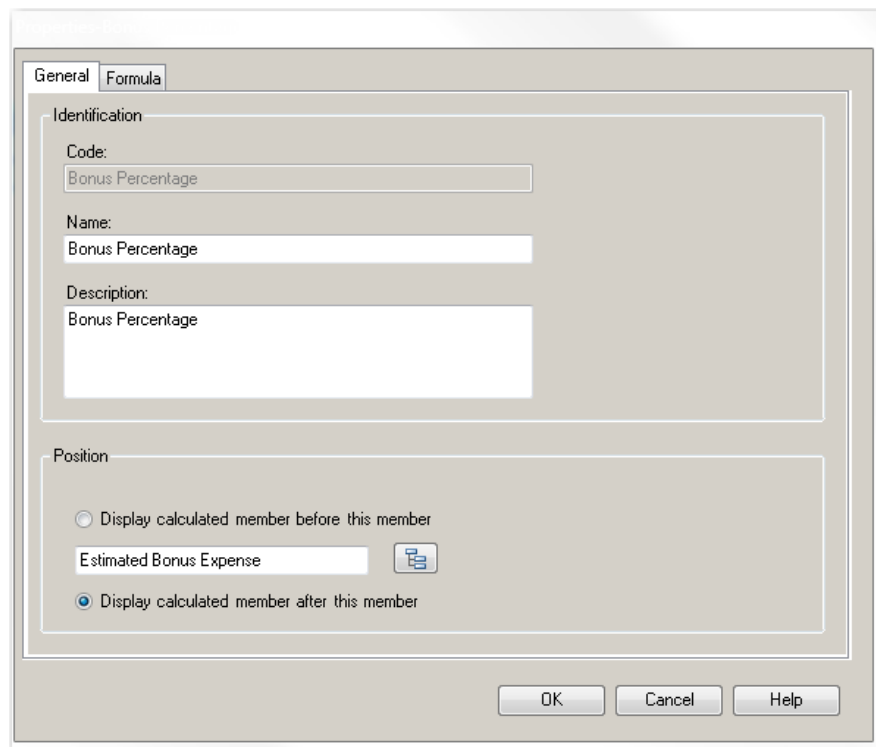 General Formula
Identification
Code:
Bonus Percentage
Name:
Bonus Percentage
Description:
Bonus Percentage
Position
Display calculated member before this member
Estimated Bonus Expense
Display calculated member after this member
OK Cancel Help